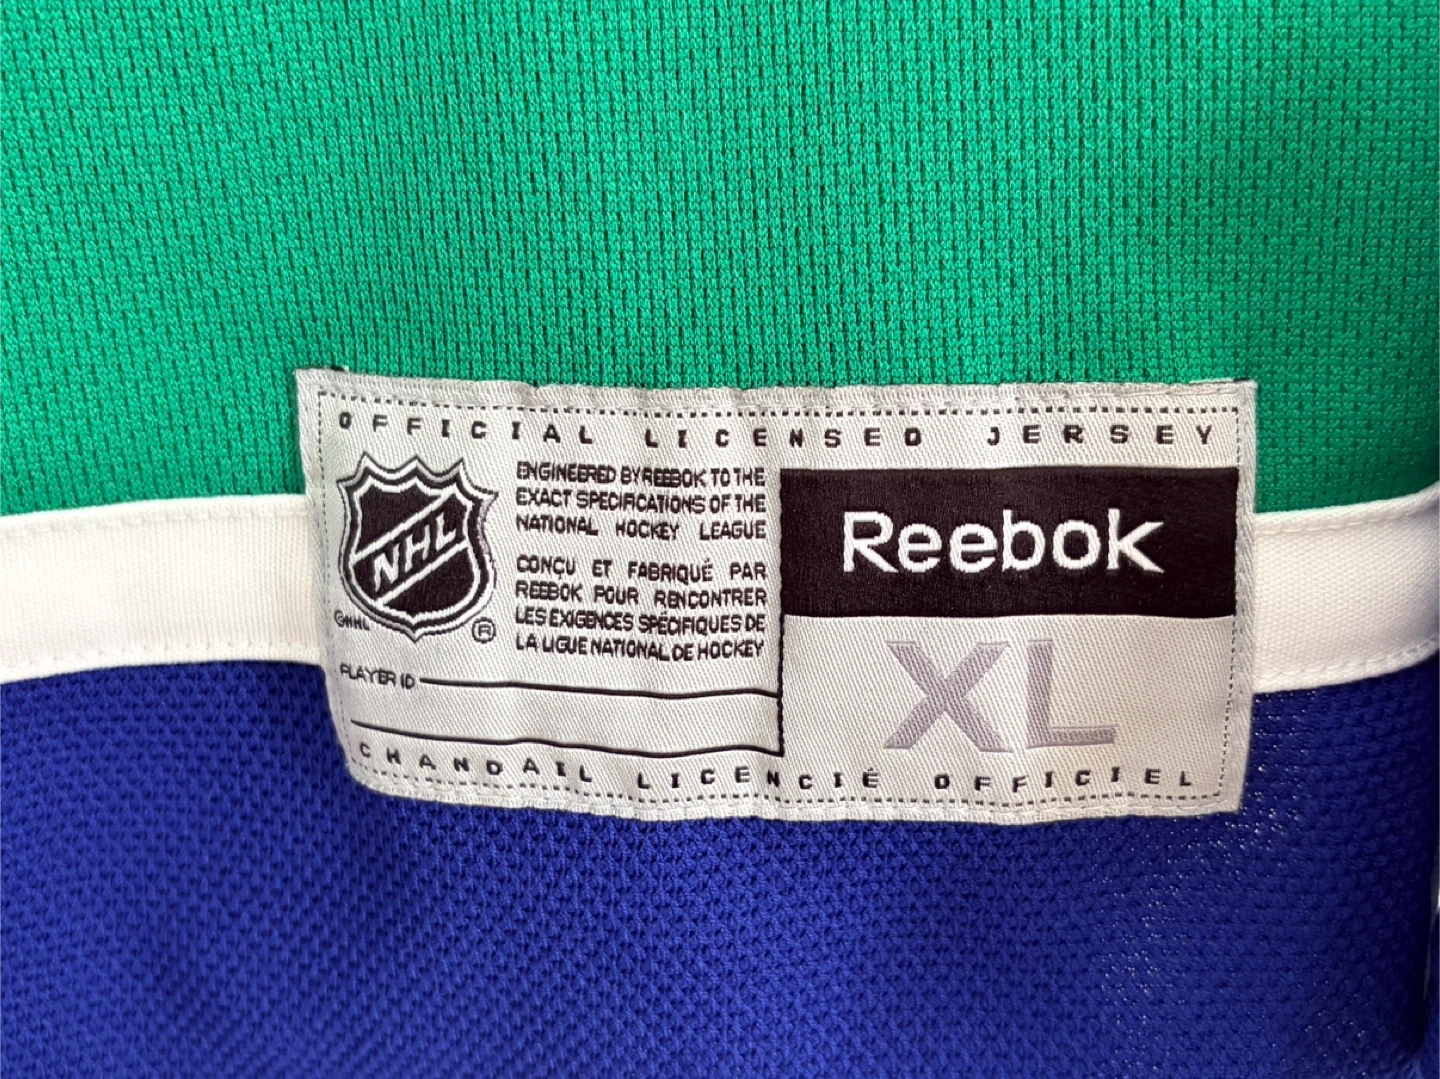 OFFICIAL LICENSED JERSEY
NHL
©NHL
®
ENGINEERED BY REEBOK TO THE
EXACT SPECIFICATIONS OF THE
NATIONAL HOCKEY LEAGUE
CONÇU ET FABRIQUÉ PAR
REEBOK POUR RENCONTRER
LES EXIGENCES SPÉCIFIQUES DE
LA LIGUE NATIONAL DE HOCKEY
PLAYER ID
Reebok
XL
CHANDAIL LICENCIÉ OFFICIEL